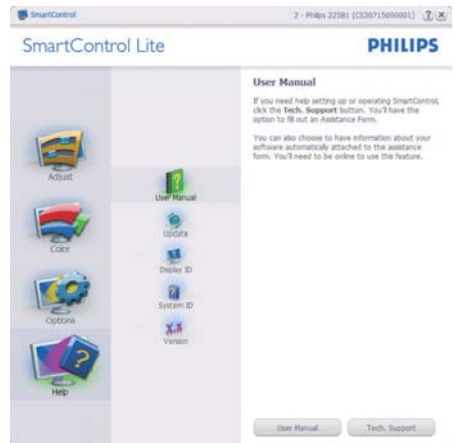 SmartControl
2 - Philips 225B1 (CS30715000001)
? X
SmartControl Lite
PHILIPS
Adjust
Color
Options
Help
User Manual
Update
Display ID
System ID
X.X
Version
User Manual
If you need help setting up or operating SmartControl,
click the Tech. Support button. You'll have the
option to fill out an Assistance Form.
You can also choose to have information about your
software automatically attached to the assistance
form. You'll need to be online to use this feature.
User Manual
Tech. Support